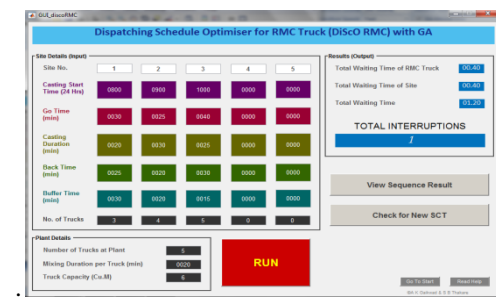 GUI_discoRMC
Dispatching Schedule Optimiser for RMC Truck (DiScO RMC) with GA
Site Details (Input)
Site No. 1 2 3 4 5
Casting Start Time (24 Hrs) 0800 0900 1000 0000 0000
Go Time (min) 0030 0025 0040 0000 0000
Casting Duration (min) 0020 0030 0025 0000 0000
Back Time (min) 0025 0020 0030 0000 0000
Buffer Time (min) 0030 0020 0015 0000 0000
No. of Trucks 3 4 5 0 0
Plant Details
Number of Trucks at Plant 5
Mixing Duration per Truck (min) 0020
Truck Capacity (Cu.M) 6
RUN
Results (Output)
Total Waiting Time of RMC Truck 00.40
Total Waiting Time of Site 00.40
Total Waiting Time 01.20
TOTAL INTERRUPTIONS
1
View Sequence Result
Check for New SCT
Go To Start Read Help